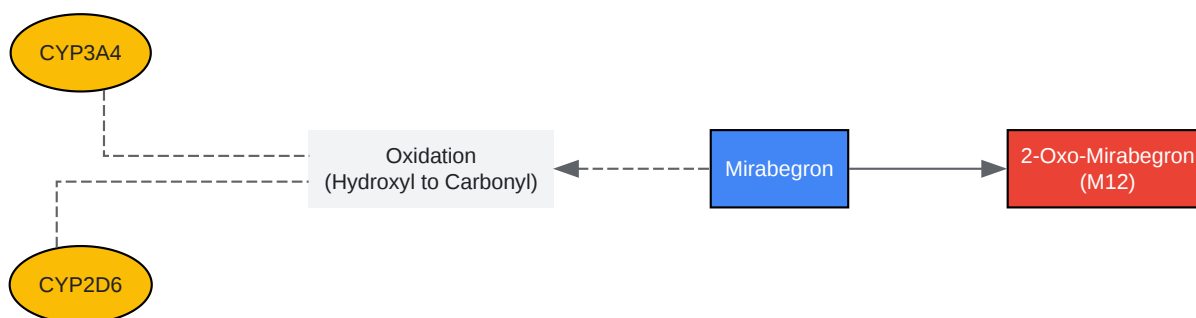 CYP3A4
Oxidation
(Hydroxyl to Carbonyl)
Mirabegron
2-Oxo-Mirabegron
(M12)
CYP2D6